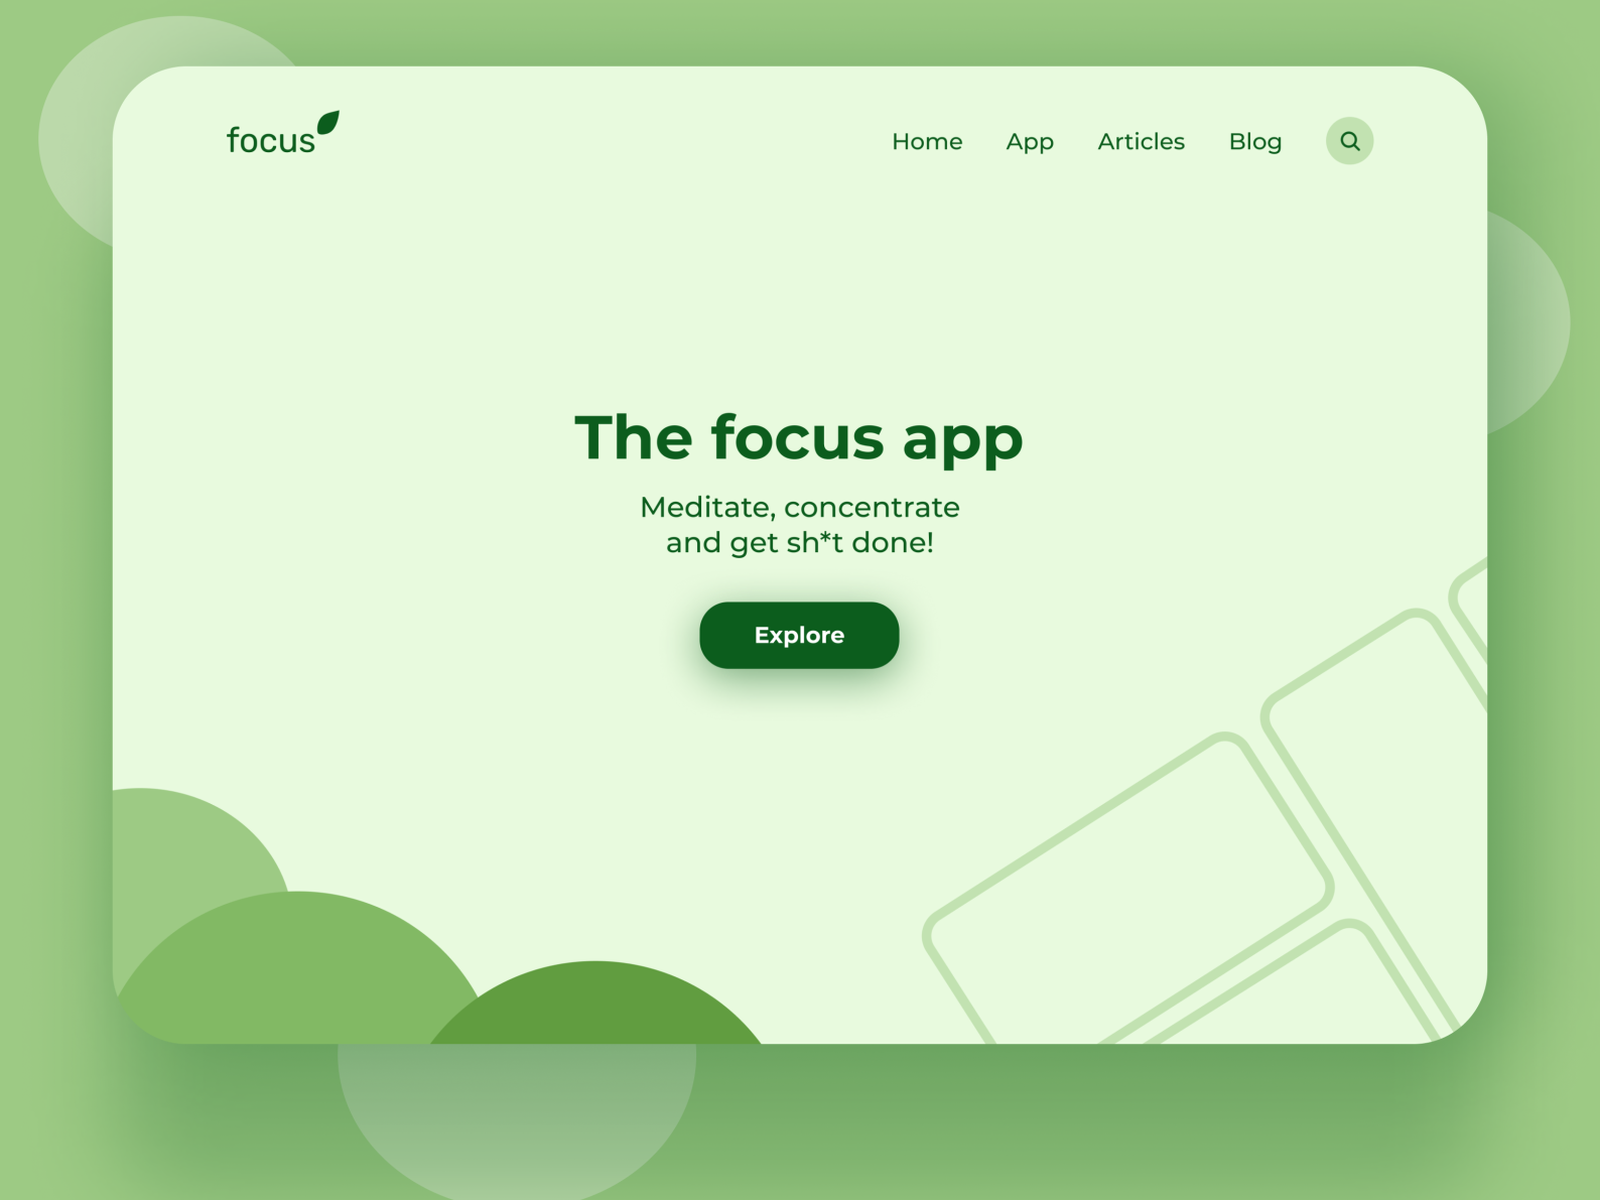 focus
Home App Articles Blog
The focus app
Meditate, concentrate
and get sh*t done!
Explore